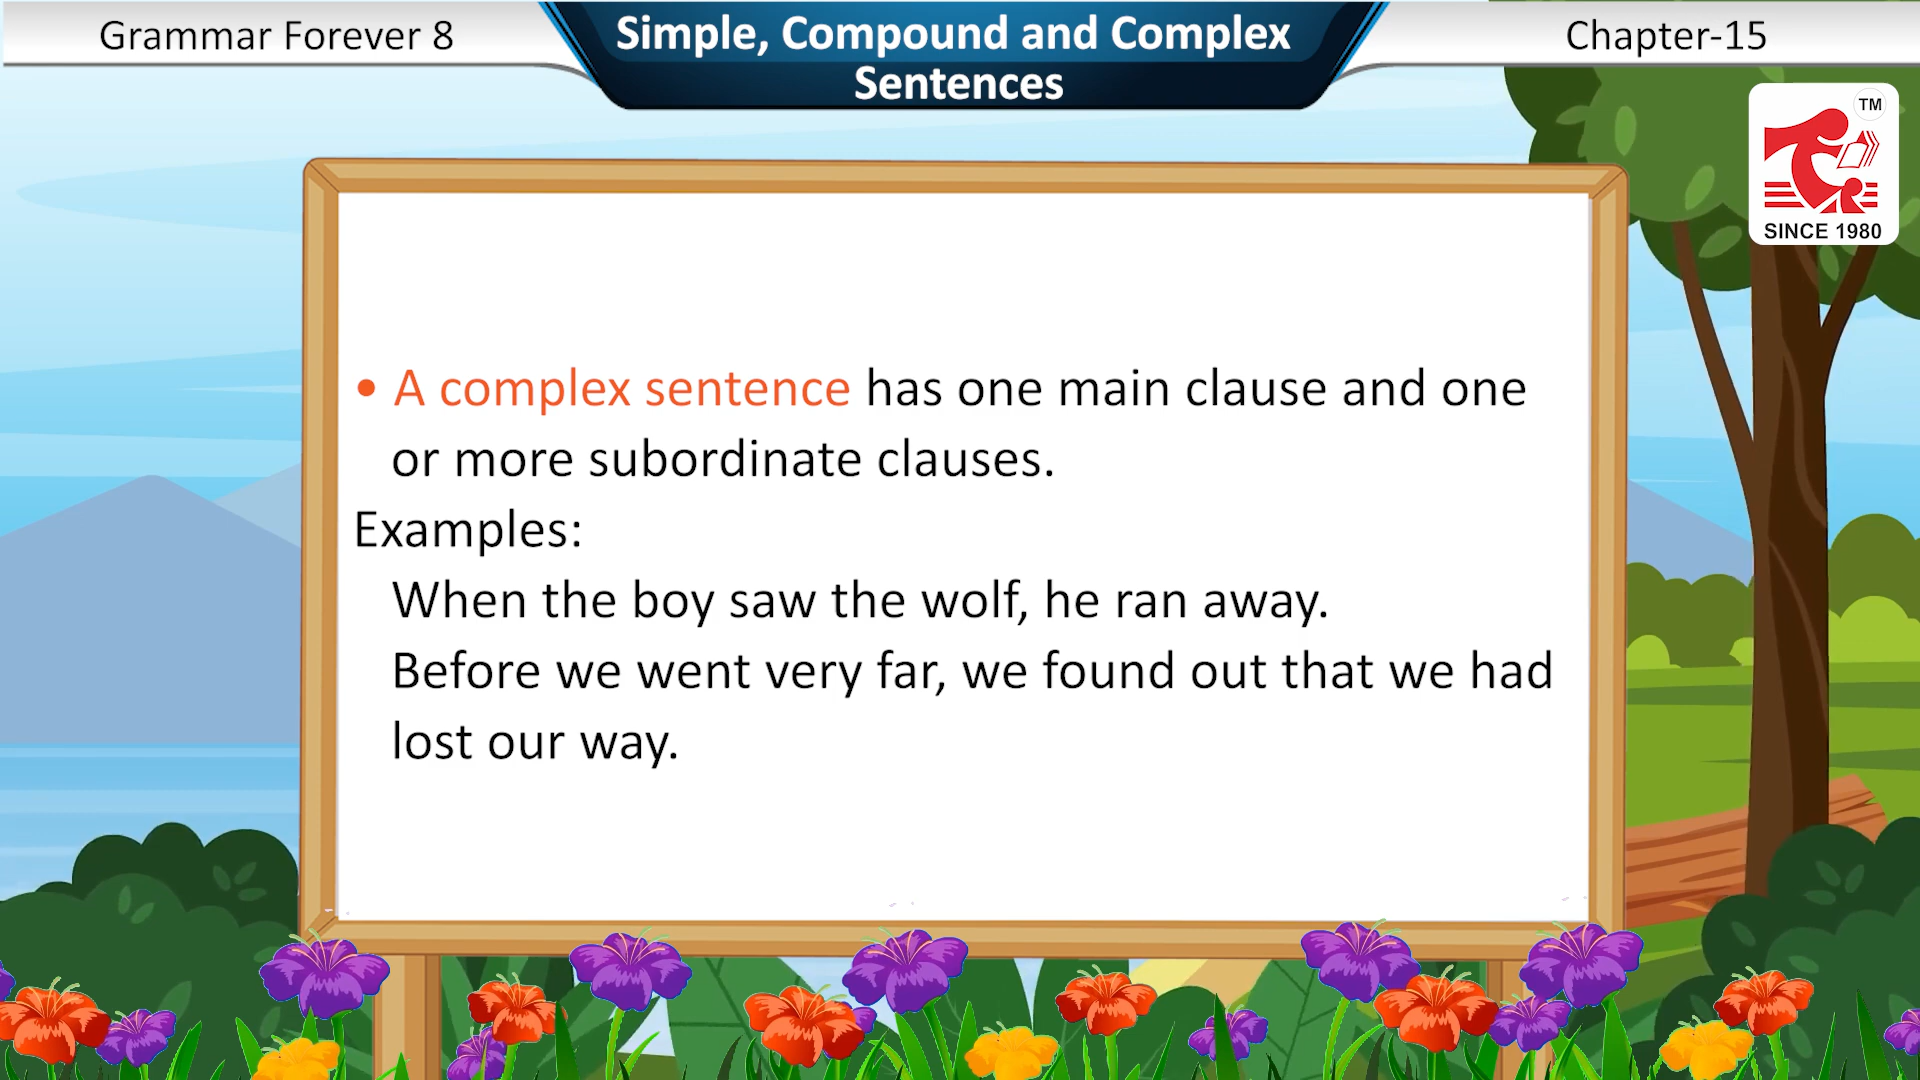 Grammar Forever 8
Simple, Compound and Complex
Sentences
Chapter-15
TM
SINCE 1980
• A complex sentence has one main clause and one
or more subordinate clauses.
Examples:
When the boy saw the wolf, he ran away.
Before we went very far, we found out that we had
lost our way.